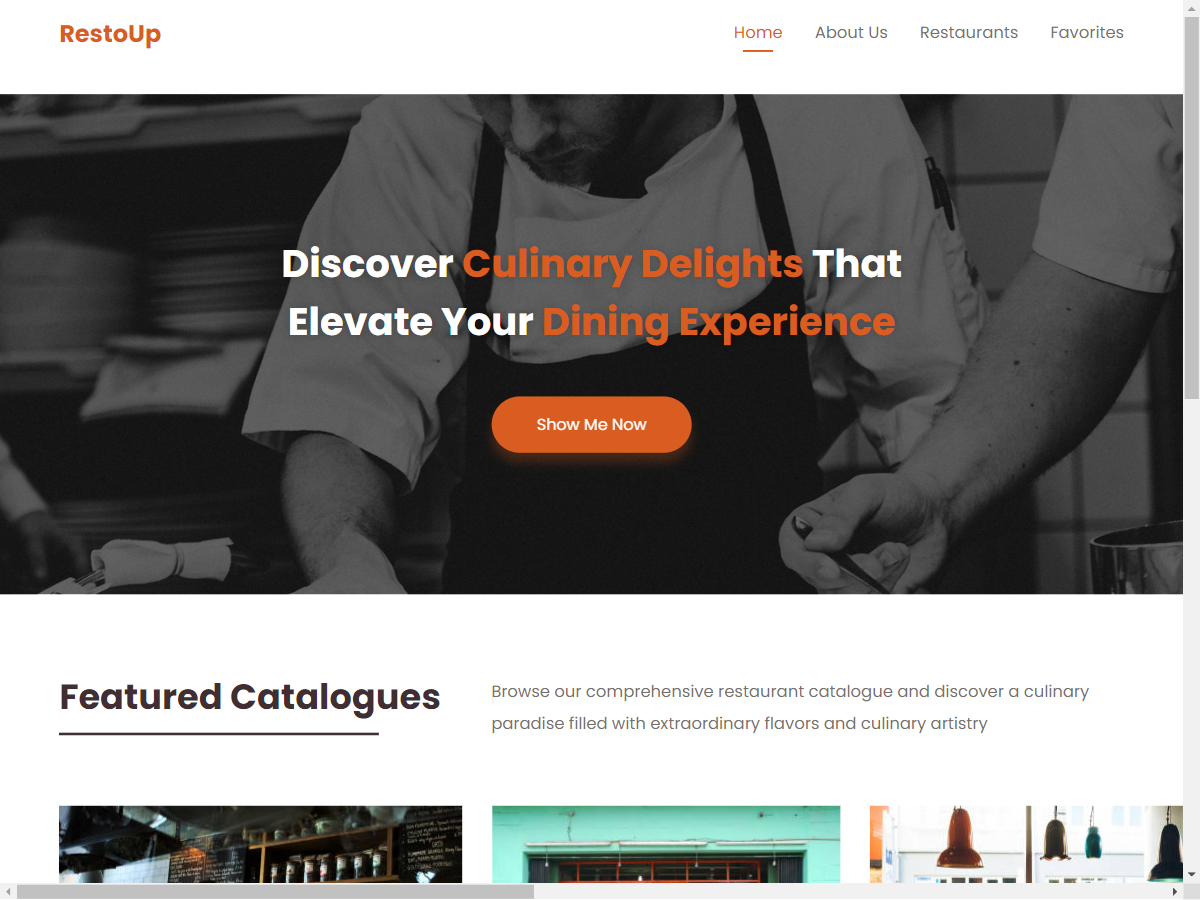 RestoUp
Home About Us Restaurants Favorites
Discover Culinary Delights That
Elevate Your Dining Experience
Show Me Now
Featured Catalogues
Browse our comprehensive restaurant catalogue and discover a culinary
paradise filled with extraordinary flavors and culinary artistry